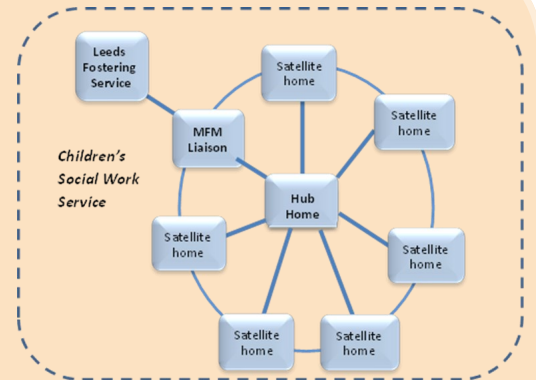 Leeds
Fostering
Service
Satellite
home
Satellite
home
MFM
Liaison
Children's
Social Work
Service
Hub
Home
Satellite
home
Satellite
home
Satellite
home
Satellite
home